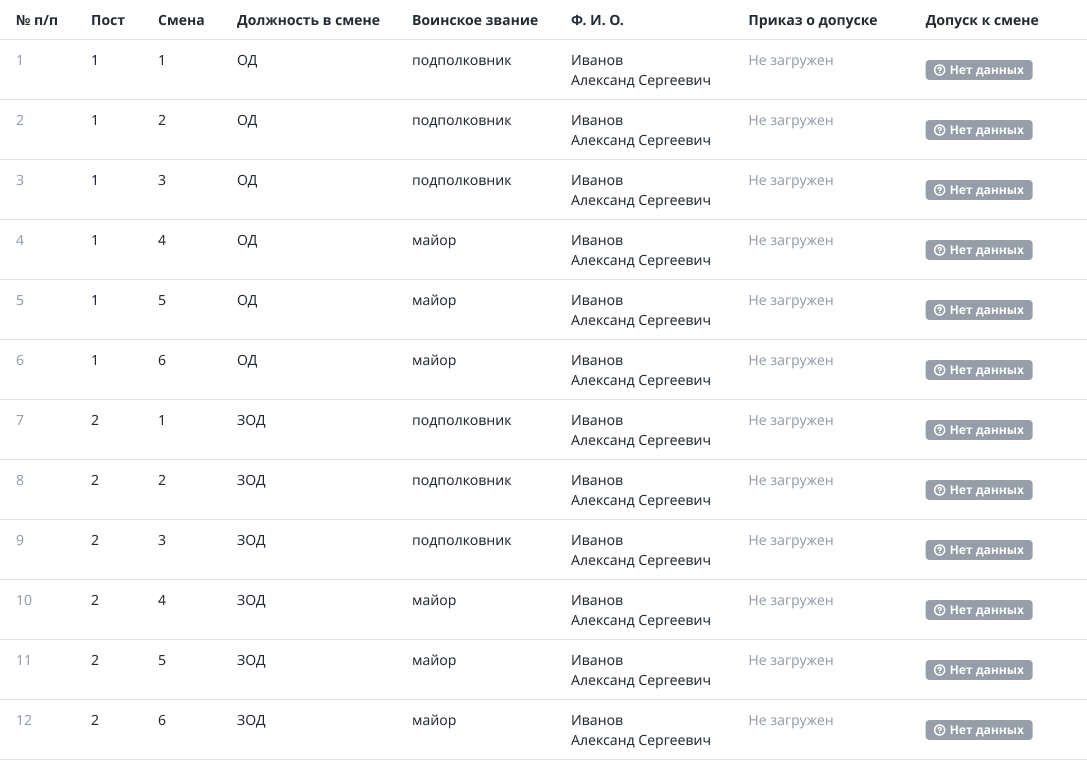 № п/п Пост Смена Должность в смене Воинское звание Ф. И. О. Приказ о допуске Допуск к смене
1 1 1 ОД подполковник Иванов Не загружен Нет данных
Александ Сергеевич
2 1 2 ОД подполковник Иванов Не загружен Нет данных
Александ Сергеевич
3 1 3 ОД подполковник Иванов Не загружен Нет данных
Александ Сергеевич
4 1 4 ОД майор Иванов Не загружен Нет данных
Александ Сергеевич
5 1 5 ОД майор Иванов Не загружен Нет данных
Александ Сергеевич
6 1 6 ОД майор Иванов Не загружен Нет данных
Александ Сергеевич
7 2 1 ЗОД подполковник Иванов Не загружен Нет данных
Александ Сергеевич
8 2 2 ЗОД подполковник Иванов Не загружен Нет данных
Александ Сергеевич
9 2 3 ЗОД подполковник Иванов Не загружен Нет данных
Александ Сергеевич
10 2 4 ЗОД майор Иванов Не загружен Нет данных
Александ Сергеевич
11 2 5 ЗОД майор Иванов Не загружен Нет данных
Александ Сергеевич
12 2 6 ЗОД майор Иванов Не загружен Нет данных
Александ Сергеевич